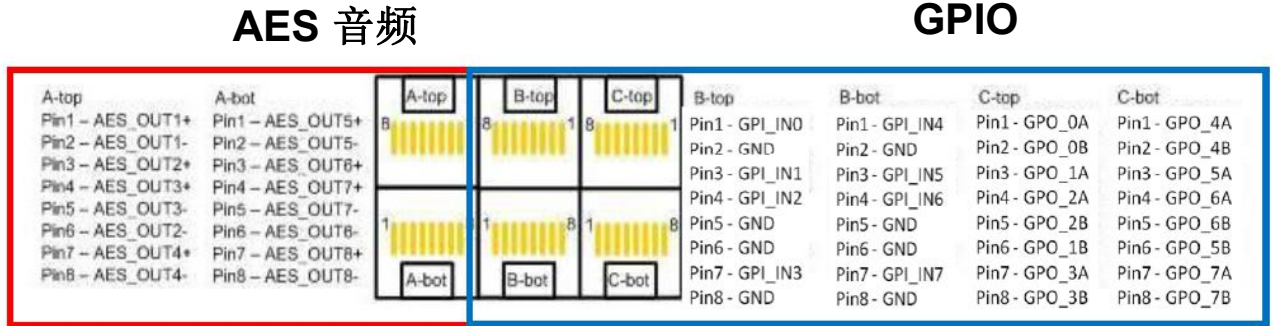 AES 音频
GPIO
A-top
Pin1 – AES_OUT1+
Pin2 – AES_OUT1-
Pin3 – AES_OUT2+
Pin4 – AES_OUT3+
Pin5 – AES_OUT3-
Pin6 – AES_OUT2-
Pin7 – AES_OUT4+
Pin8 – AES_OUT4-
A-bot
Pin1 – AES_OUT5+
Pin2 – AES_OUT5-
Pin3 – AES_OUT6+
Pin4 – AES_OUT7+
Pin5 – AES_OUT7-
Pin6 – AES_OUT6-
Pin7 – AES_OUT8+
Pin8 – AES_OUT8-
A-top
B-top
C-top
8
8 1
8 1
1
1 8
1 8
A-bot
B-bot
C-bot
B-top
Pin1 - GPI_IN0
Pin2 - GND
Pin3 - GPI_IN1
Pin4 - GPI_IN2
Pin5 - GND
Pin6 - GND
Pin7 - GPI_IN3
Pin8 - GND
B-bot
Pin1 - GPI_IN4
Pin2 - GND
Pin3 - GPI_IN5
Pin4 - GPI_IN6
Pin5 - GND
Pin6 - GND
Pin7 - GPI_IN7
Pin8 - GND
C-top
Pin1 - GPO_0A
Pin2 - GPO_0B
Pin3 - GPO_1A
Pin4 - GPO_2A
Pin5 - GPO_2B
Pin6 - GPO_1B
Pin7 - GPO_3A
Pin8 - GPO_3B
C-bot
Pin1 - GPO_4A
Pin2 - GPO_4B
Pin3 - GPO_5A
Pin4 - GPO_6A
Pin5 - GPO_6B
Pin6 - GPO_5B
Pin7 - GPO_7A
Pin8 - GPO_7B